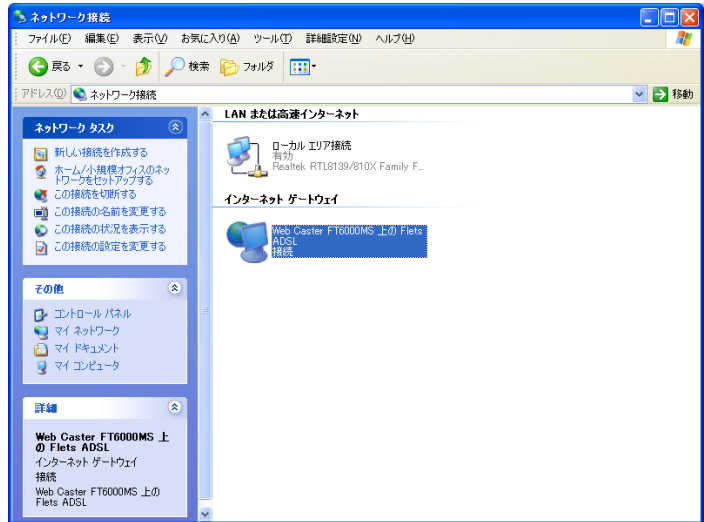 ネットワーク接続
ファイル(F) 編集(E) 表示(V) お気に入り(A) ツール(T) 詳細設定(N) ヘルプ(H)
戻る 検索 フォルダ
アドレス(D) ネットワーク接続 移動
ネットワーク タスク
新しい接続を作成する
ホーム/小規模オフィスのネッ
トワークをセットアップする
この接続を切断する
この接続の名前を変更する
この接続の状況を表示する
この接続の設定を変更する
その他
コントロール パネル
マイ ネットワーク
マイ ドキュメント
マイ コンピュータ
詳細
Web Caster FT6000MS 上
の Flets ADSL
インターネット ゲートウェイ
接続
Web Caster FT6000MS 上の
Flets ADSL
LAN または高速インターネット
ローカル エリア接続
有効
Realtek RTL8139/810X Family F...
インターネット ゲートウェイ
Web Caster FT6000MS 上の Flets
ADSL
接続